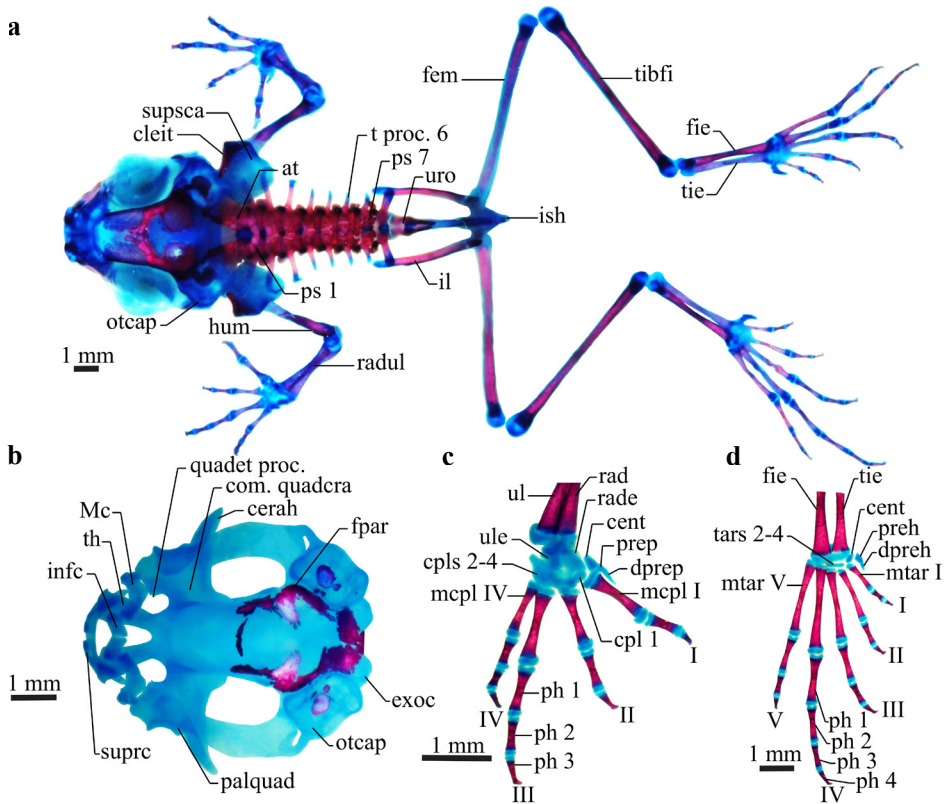 a
fem
tibfi
supsca
cleit
t proc. 6
ps 7
fie
at
uro
tie
ish
ps 1
il
otcap
hum
1 mm
radul
b
quadet proc.
com. quadcra
cerah
Mc
fpar
th
infc
1 mm
exoc
otcap
suprc
palquad
c
rad
ul
rade
cent
ule
prep
cpls 2-4
dprep
mcpl IV
mcpl I
cpl 1
I
ph 1
IV
II
ph 2
ph 3
1 mm
III
d
fie
tie
cent
tars 2-4
preh
dpreh
mtar V
mtar I
I
II
ph 1
V
III
ph 2
ph 3
1 mm
ph 4
IV